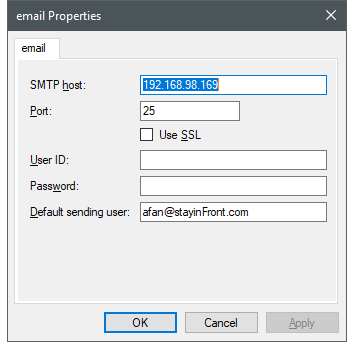 email Properties
email
SMTP host: 192.168.98.169
Port: 25
Use SSL
User ID:
Password:
Default sending user: afan@stayinFront.com
OK Cancel Apply